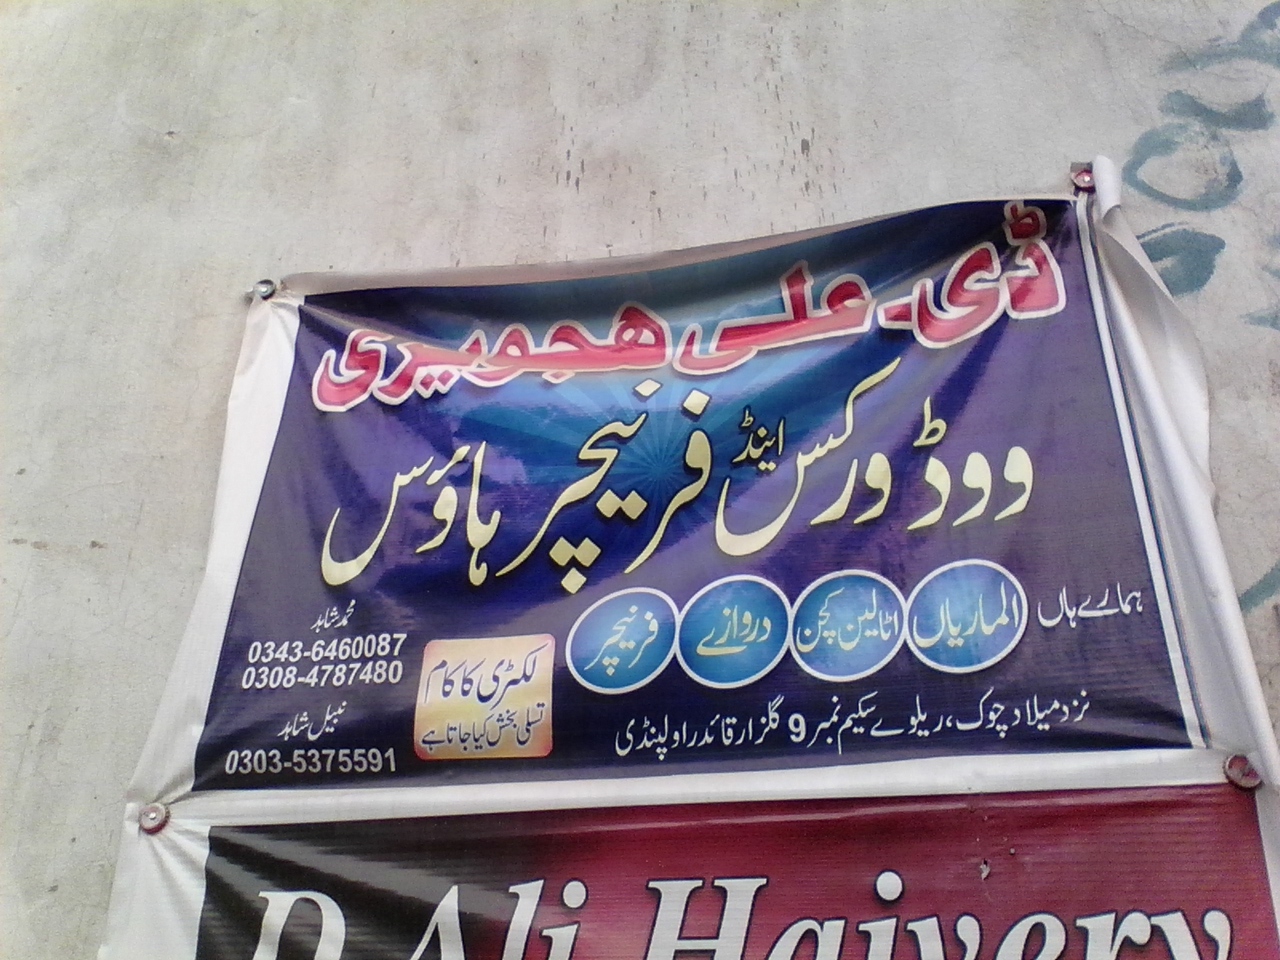 ڈی۔علی ھجویری
ووڈ ورکس اینڈ فرنیچر ہاؤس
ہمارے ہاں الماریاں اٹالین کچن دروازے فرنیچر
نزد میلاد چوک، ریلوے سکیم نمبر 9 گلزار قائد راولپنڈی
لکٹری کا کام
تسلی بخش کیا جاتا ہے
محمد شاہد
0343-6460087
0308-4787480
نبیل شاہد
0303-5375591
D.Ali Hajvery